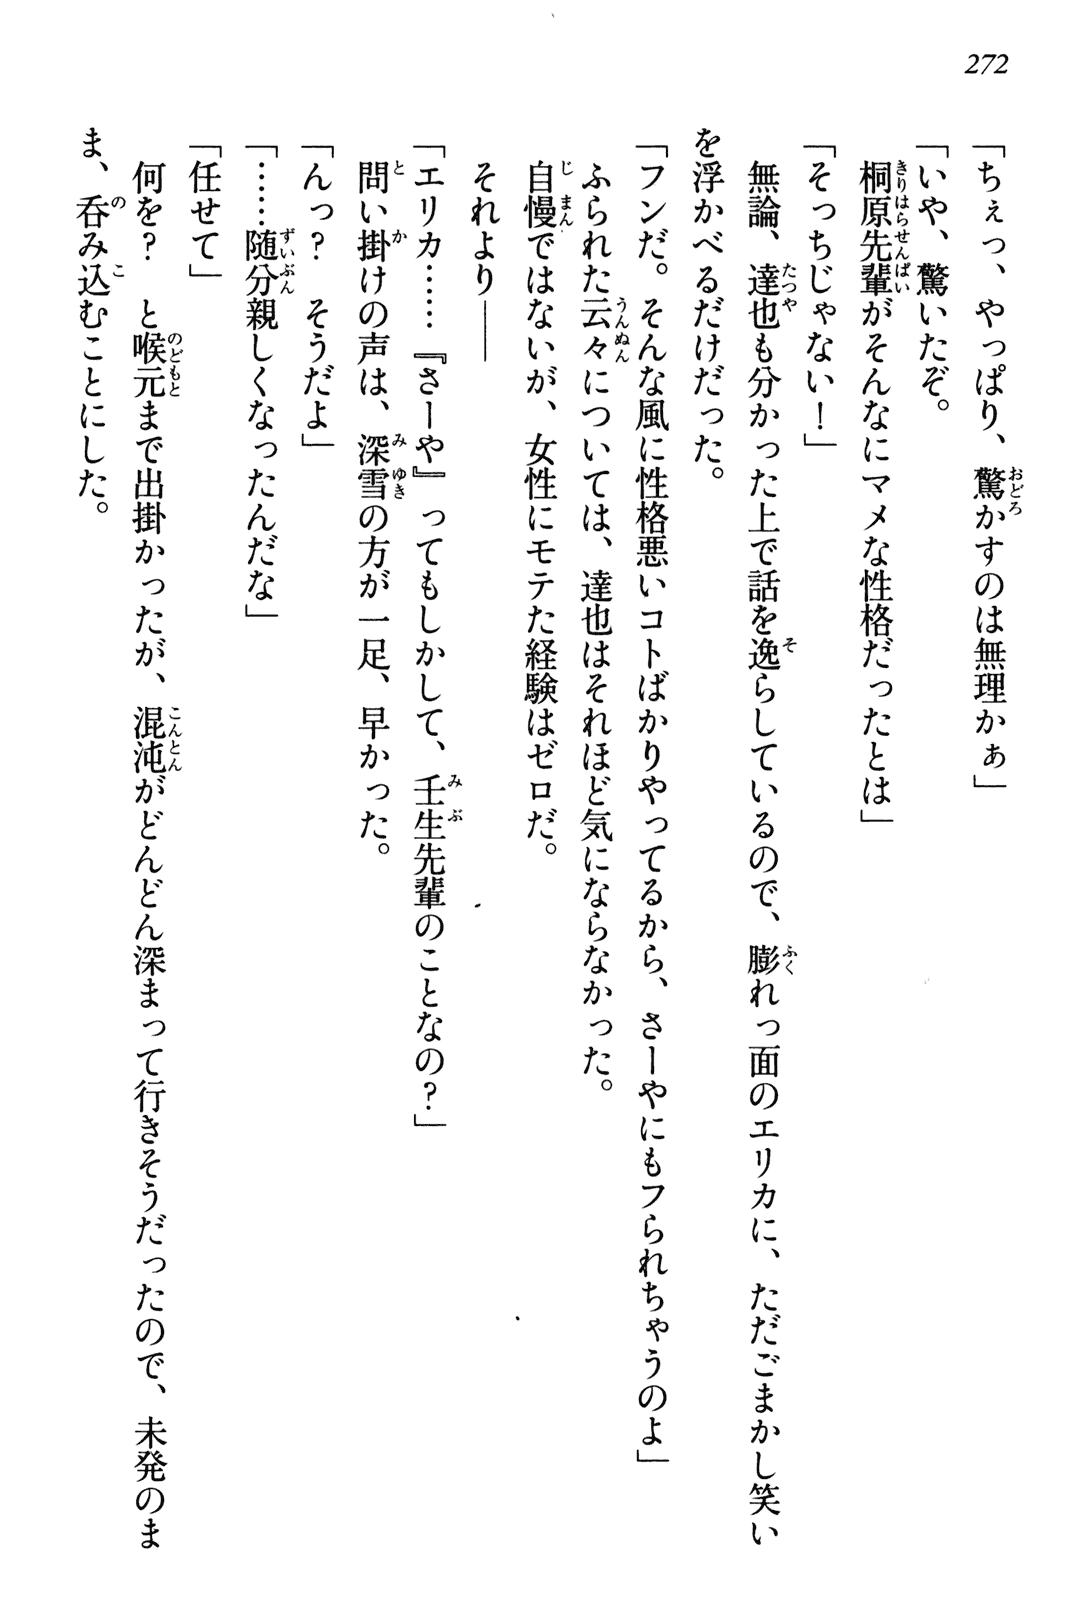 272
「ちぇっ、やっぱり、驚かすのは無理かぁ」
「いや、驚いたぞ。
桐原先輩がそんなにマメな性格だったとは」
「そっちじゃない！」
無論、達也も分かった上で話を逸らしているので、膨れっ面のエリカに、ただごまかし笑い
を浮かべるだけだった。
「フンだ。そんな風に性格悪いコトばかりやってるから、さーやにもフられちゃうのよ」
ふられた云々については、達也はそれほど気にならなかった。
自慢ではないが、女性にモテた経験はゼロだ。
それより――
「エリカ……『さーや』ってもしかして、壬生先輩のことなの？」
問い掛けの声は、深雪の方が一足、早かった。
「んっ？　そうだよ」
「……随分親しくなったんだな」
「任せて」
何を？　と喉元まで出掛かったが、混沌がどんどん深まって行きそうだったので、未発のま
ま、呑み込むことにした。